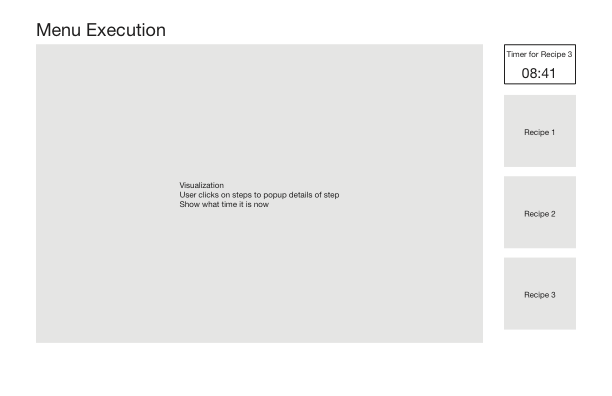 Menu Execution
Timer for Recipe 3
08:41
Recipe 1
Visualization
User clicks on steps to popup details of step
Show what time it is now
Recipe 2
Recipe 3